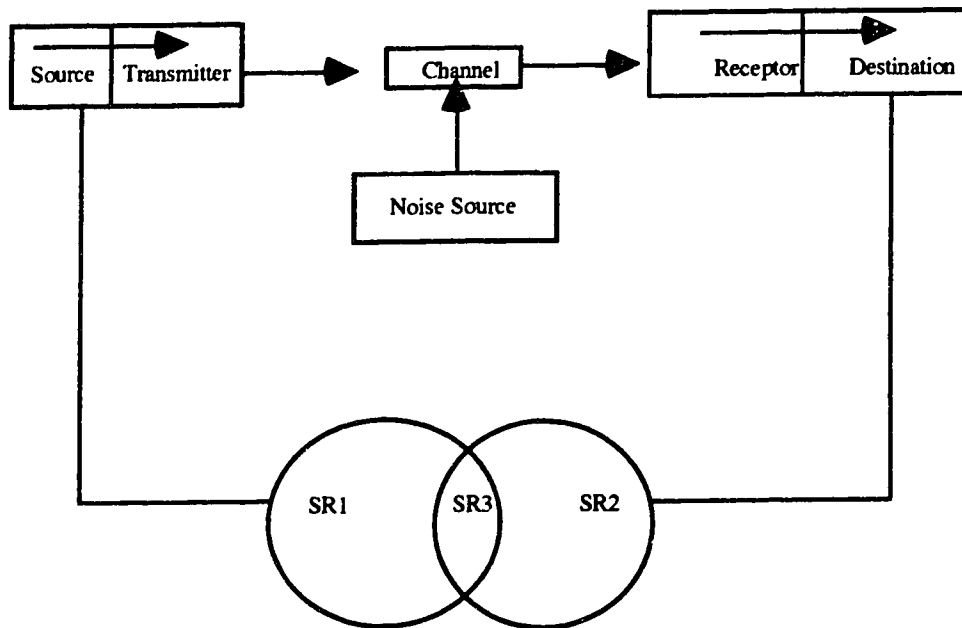 Source
Transmitter
Channel
Receptor
Destination
Noise Source
SR1
SR3
SR2